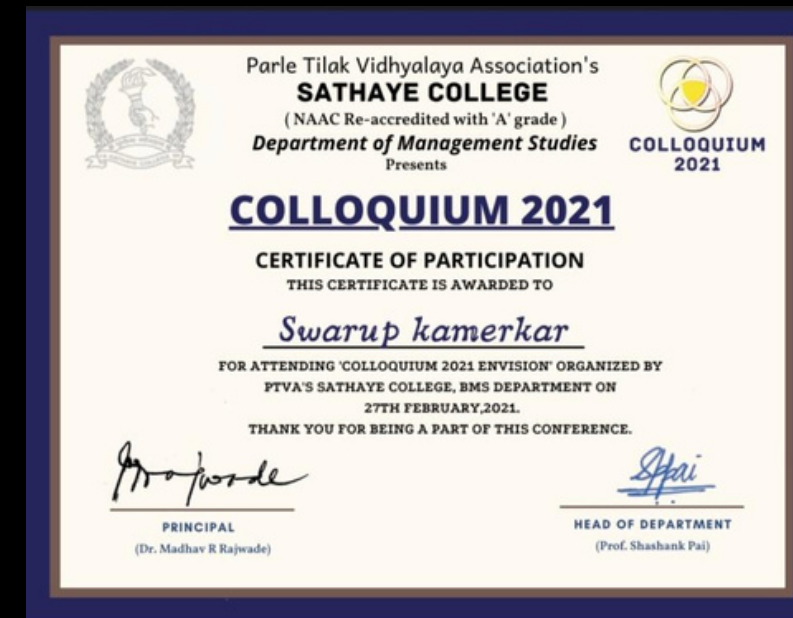 Parle Tilak Vidhyalaya Association's
SATHAYE COLLEGE
( NAAC Re-accredited with 'A' grade )
Department of Management Studies
Presents
COLLOQUIUM
2021
COLLOQUIUM 2021
CERTIFICATE OF PARTICIPATION
THIS CERTIFICATE IS AWARDED TO
Swarup kamerkar
FOR ATTENDING 'COLLOQUIUM 2021 ENVISION' ORGANIZED BY
PTVA'S SATHAYE COLLEGE, BMS DEPARTMENT ON
27TH FEBRUARY,2021.
THANK YOU FOR BEING A PART OF THIS CONFERENCE.
PRINCIPAL
(Dr. Madhav R Rajwade)
HEAD OF DEPARTMENT
(Prof. Shashank Pai)